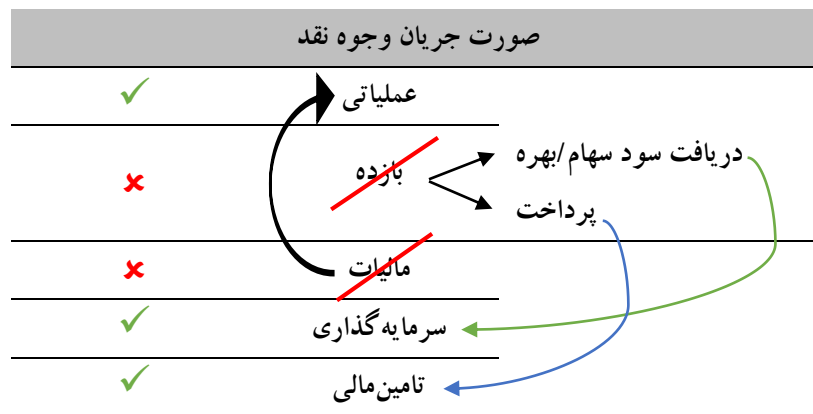 صورت جریان وجوه نقد
عملیاتی
دریافت سود سهام/بهره
بازده
پرداخت
مالیات
سرمایه‌گذاری
تامین‌مالی